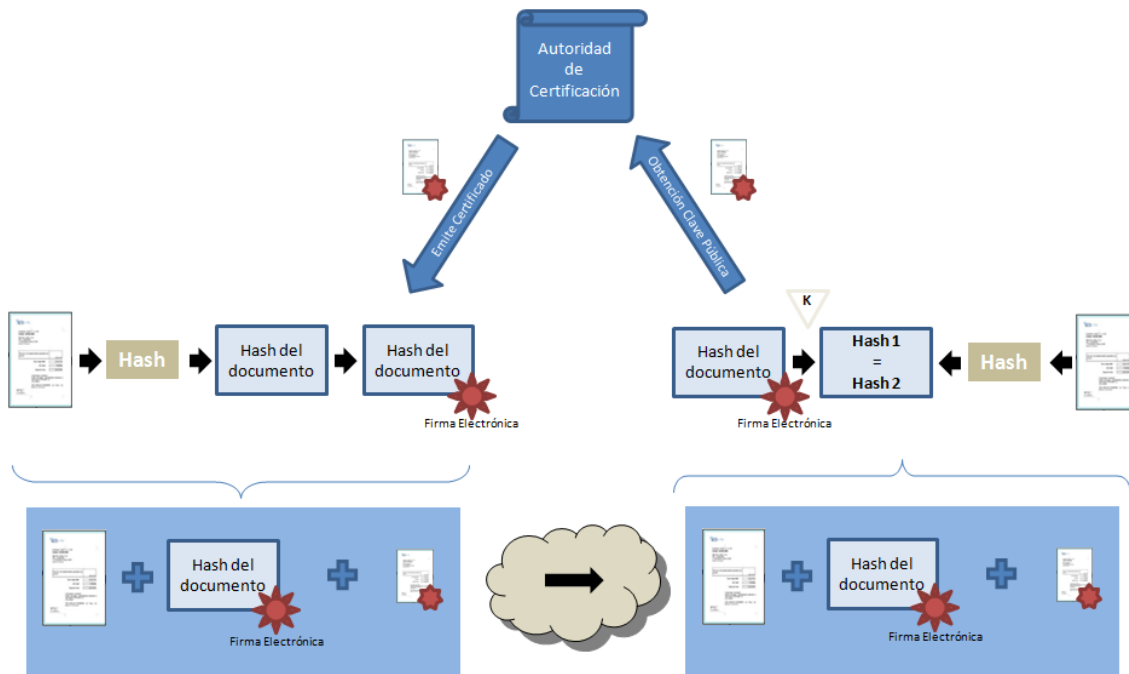 Autoridad
de
Certificación
Emite Certificado
Obtención Clave Pública
K
Hash
Hash del
documento
Hash del
documento
Firma Electrónica
Hash del
documento
Firma Electrónica
Hash 1
=
Hash 2
Hash
Hash del
documento
Firma Electrónica
Hash del
documento
Firma Electrónica